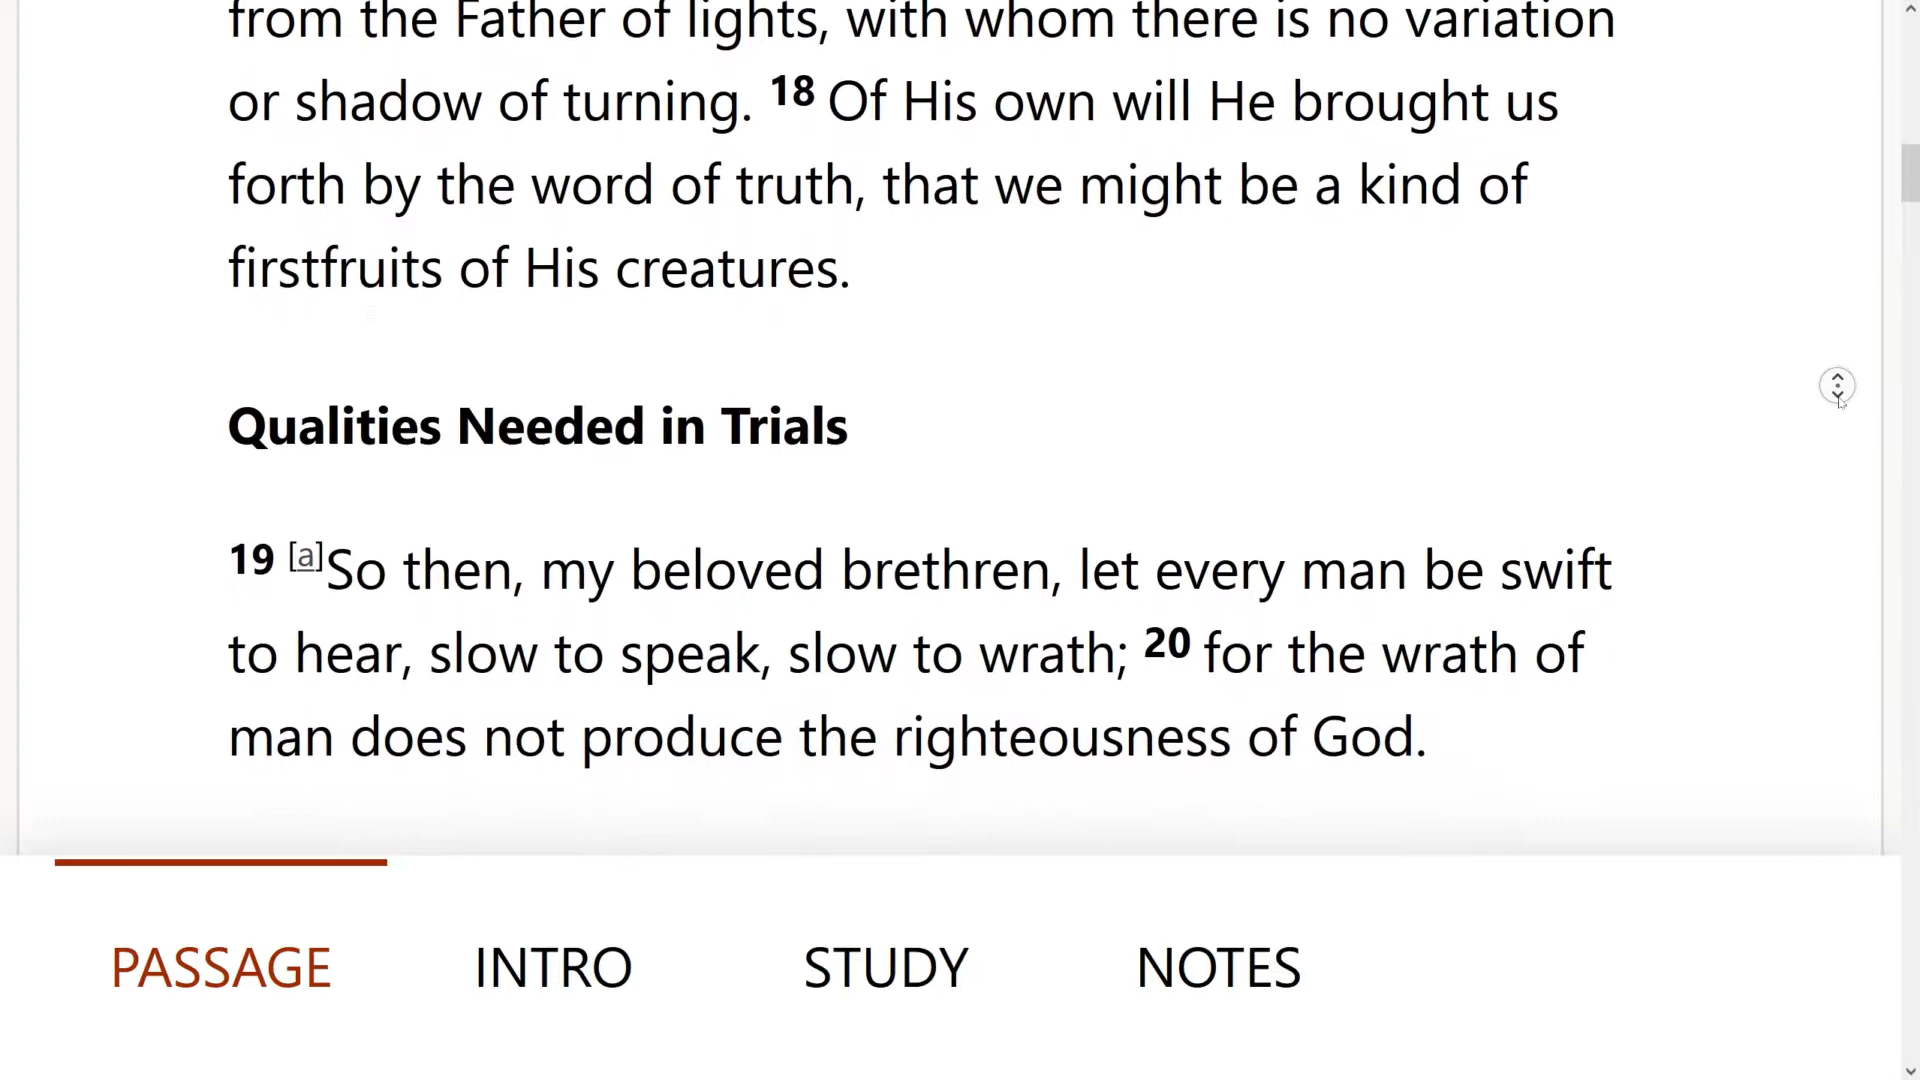 from the Father of lights, with whom there is no variation
or shadow of turning. 18 Of His own will He brought us
forth by the word of truth, that we might be a kind of
firstfruits of His creatures.
Qualities Needed in Trials
19 [a]So then, my beloved brethren, let every man be swift
to hear, slow to speak, slow to wrath; 20 for the wrath of
man does not produce the righteousness of God.
PASSAGE INTRO STUDY NOTES